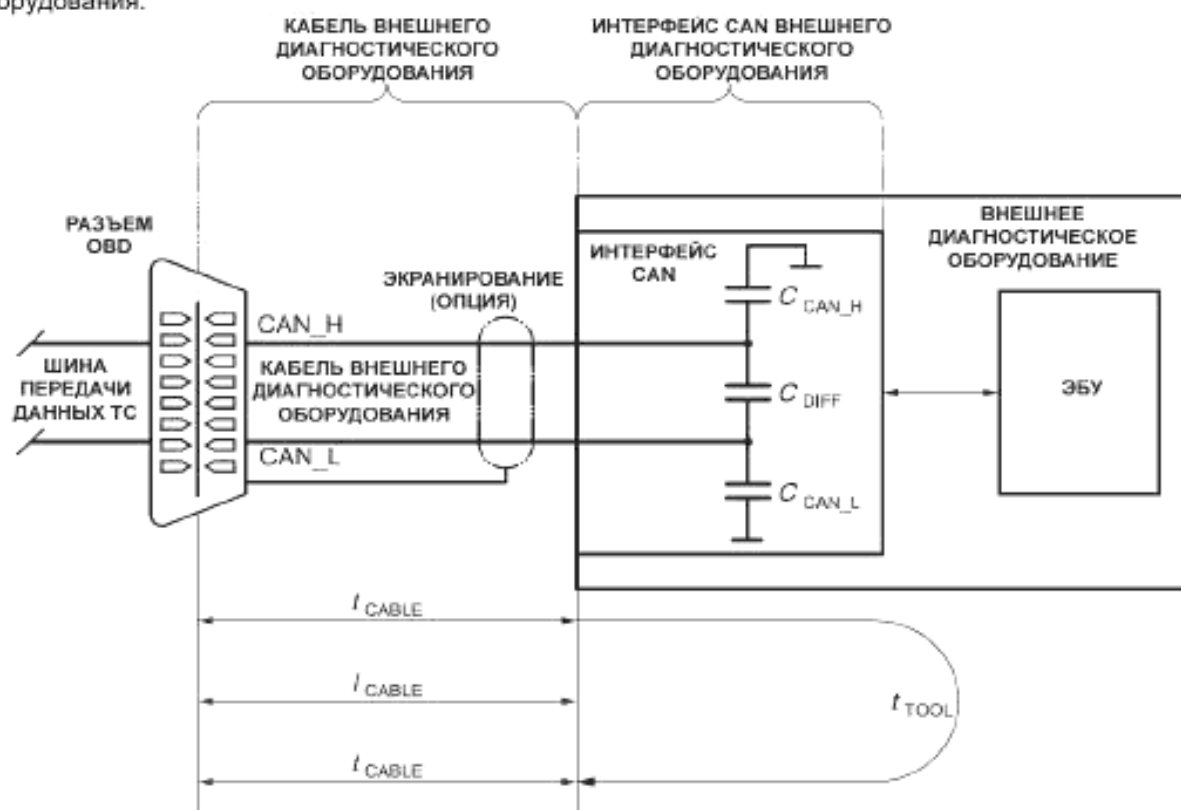 орудования.
КАБЕЛЬ ВНЕШНЕГО
ДИАГНОСТИЧЕСКОГО
ОБОРУДОВАНИЯ
ИНТЕРФЕЙС CAN ВНЕШНЕГО
ДИАГНОСТИЧЕСКОГО
ОБОРУДОВАНИЯ
РАЗЪЕМ
OBD
ЭКРАНИРОВАНИЕ
(ОПЦИЯ)
ИНТЕРФЕЙС
CAN
ВНЕШНЕЕ
ДИАГНОСТИЧЕСКОЕ
ОБОРУДОВАНИЕ
C CAN_H
CAN_H
ШИНА
ПЕРЕДАЧИ
ДАННЫХ ТС
КАБЕЛЬ ВНЕШНЕГО
ДИАГНОСТИЧЕСКОГО
ОБОРУДОВАНИЯ
C DIFF
ЭБУ
CAN_L
C CAN_L
t CABLE
l CABLE
t TOOL
t CABLE